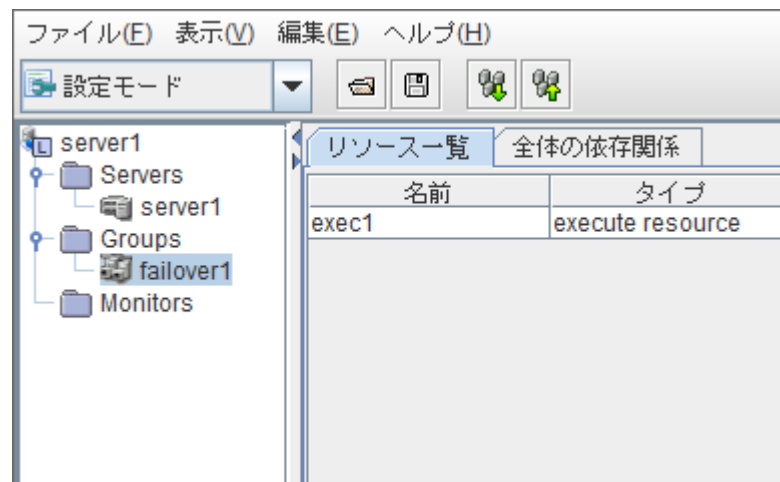 ファイル(F) 表示(V) 編集(E) ヘルプ(H)
設定モード
server1
Servers
server1
Groups
failover1
Monitors
リソース一覧 全体の依存関係
名前 タイプ
exec1 execute resource